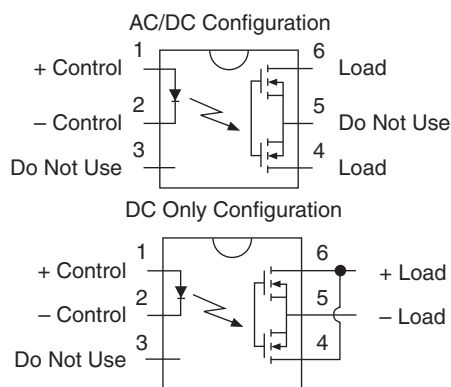 AC/DC Configuration
1 6
+ Control Load
2 5
– Control Do Not Use
3 4
Do Not Use Load
DC Only Configuration
1 6
+ Control + Load
2 5
– Control – Load
3 4
Do Not Use